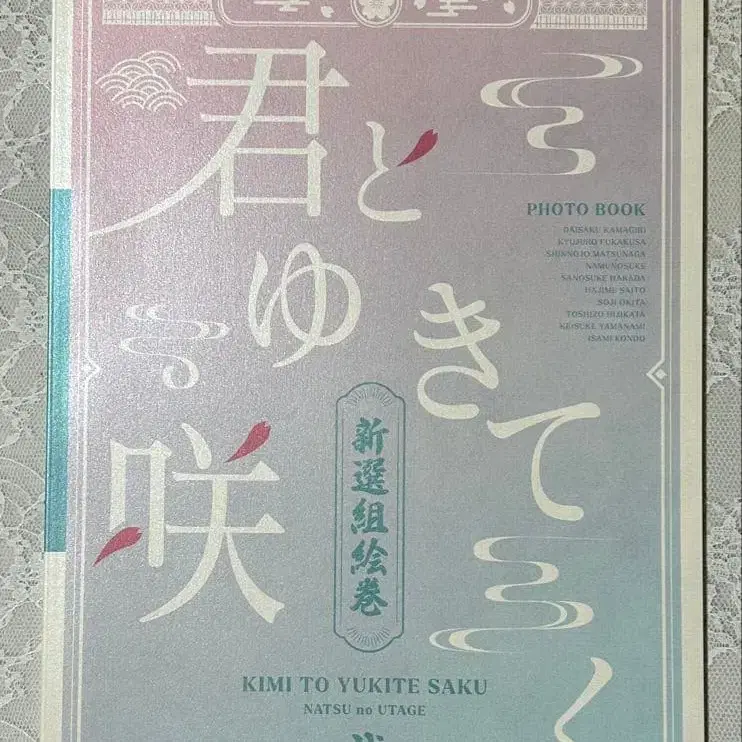 君とゆきて咲く
PHOTO BOOK
DAISAKU KAMAGIRI
KYUJIRO FUKAKUSA
SHINNOJO MATSUNAGA
NAMUNOSUKE
SANOSUKE HARADA
HAJIME SAITO
SOJI OKITA
TOSHIZO HIJIKATA
KEISUKE YAMANAMI
ISAMI KONDO
新選組絵巻
KIMI TO YUKITE SAKU
NATSU no UTAGE